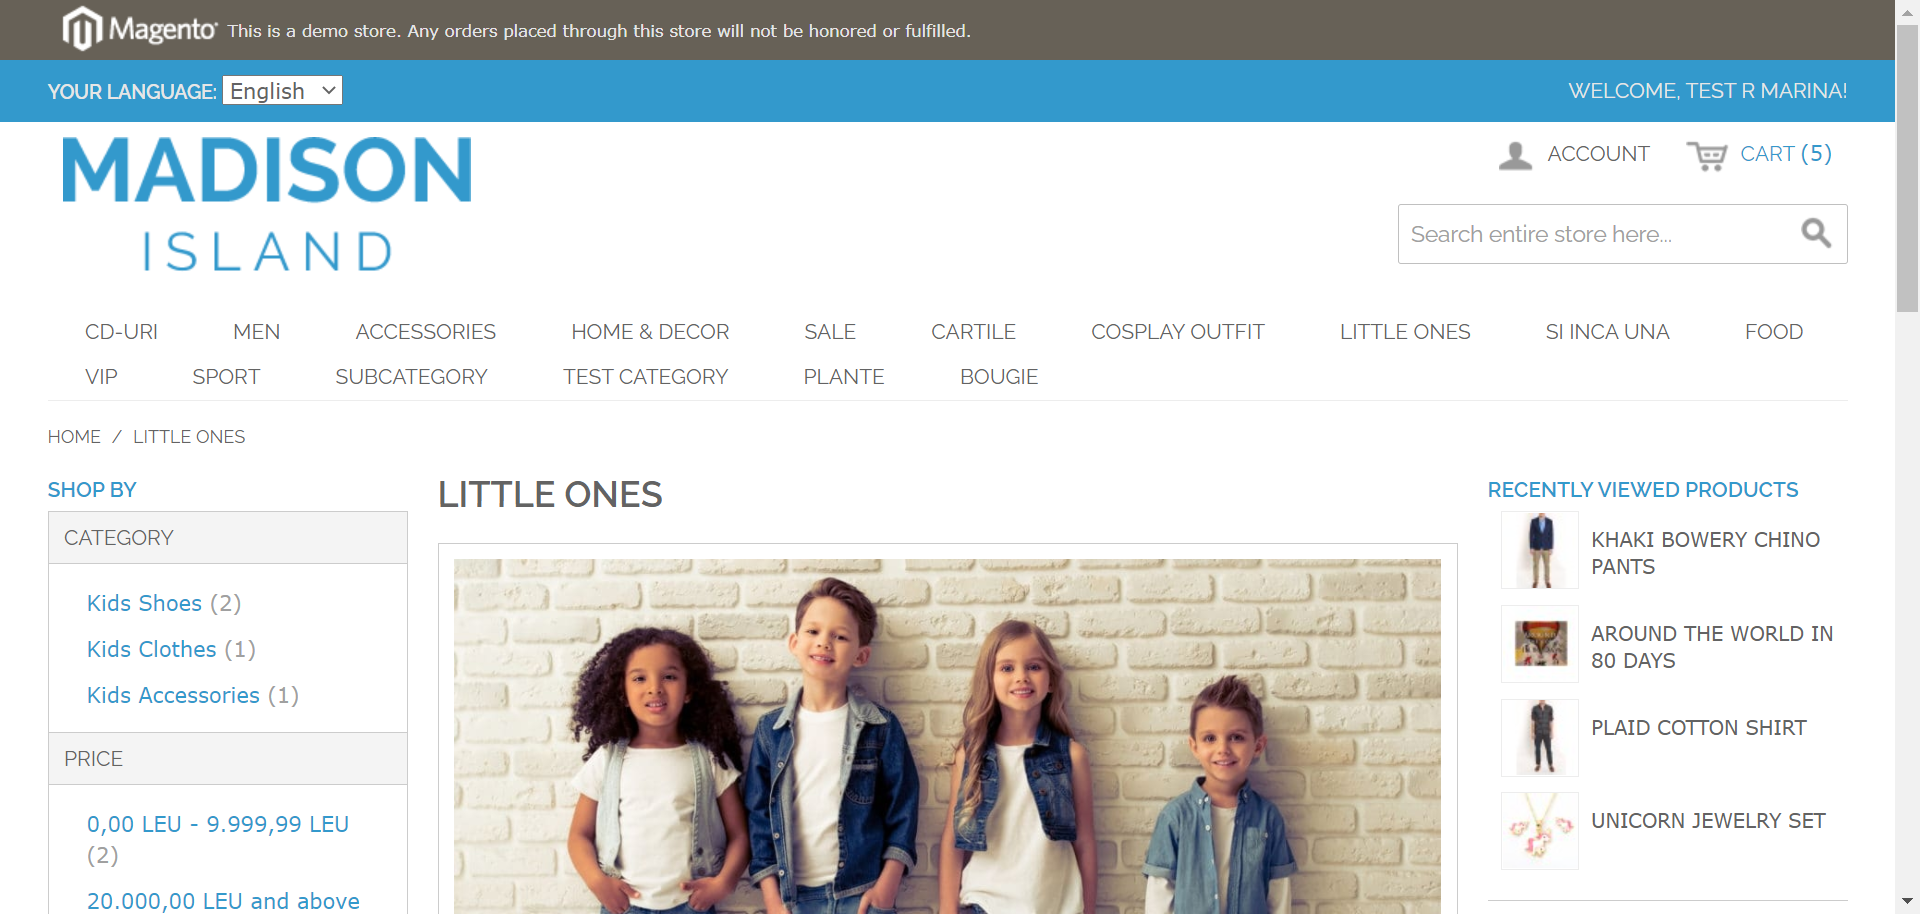 Magento This is a demo store. Any orders placed through this store will not be honored or fulfilled.
YOUR LANGUAGE: English
WELCOME, TEST R MARINA!
MADISON
ISLAND
ACCOUNT
CART (5)
Search entire store here...
CD-URI MEN ACCESSORIES HOME & DECOR SALE CARTILE COSPLAY OUTFIT LITTLE ONES SI INCA UNA FOOD
VIP SPORT SUBCATEGORY TEST CATEGORY PLANTE BOUGIE
HOME / LITTLE ONES
SHOP BY
CATEGORY
Kids Shoes (2)
Kids Clothes (1)
Kids Accessories (1)
PRICE
0,00 LEU - 9.999,99 LEU
(2)
20.000,00 LEU and above
LITTLE ONES
RECENTLY VIEWED PRODUCTS
KHAKI BOWERY CHINO
PANTS
AROUND THE WORLD IN
80 DAYS
PLAID COTTON SHIRT
UNICORN JEWELRY SET